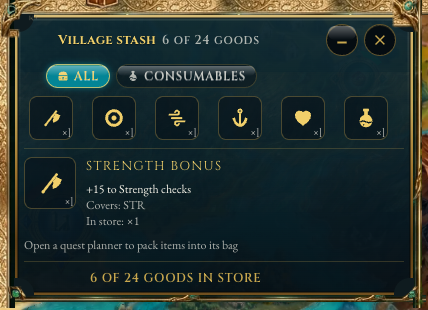 Village stash 6 of 24 goods
ALL
CONSUMABLES
×1 ×1 ×1 ×1 ×1 ×1
STRENGTH BONUS
+15 to Strength checks
Covers: STR
In store: ×1
×1
Open a quest planner to pack items into its bag
6 OF 24 GOODS IN STORE